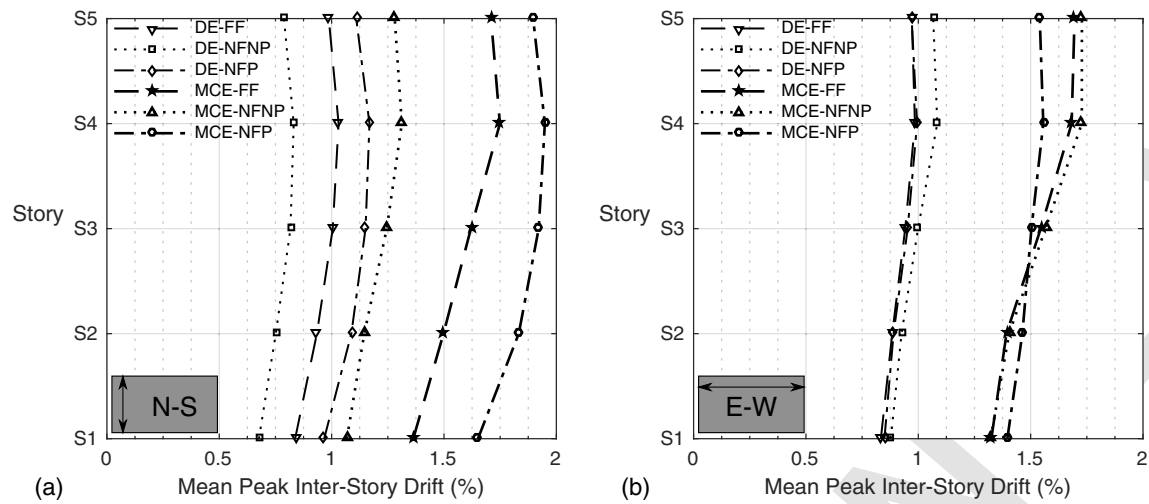 S5
S4
Story S3
S2
S1
DE-FF
DE-NFNP
DE-NFP
MCE-FF
MCE-NFNP
MCE-NFP
N-S
0 0.5 1 1.5 2
(a) Mean Peak Inter-Story Drift (%)
S5
S4
Story S3
S2
S1
DE-FF
DE-NFNP
DE-NFP
MCE-FF
MCE-NFNP
MCE-NFP
E-W
0 0.5 1 1.5 2
(b) Mean Peak Inter-Story Drift (%)